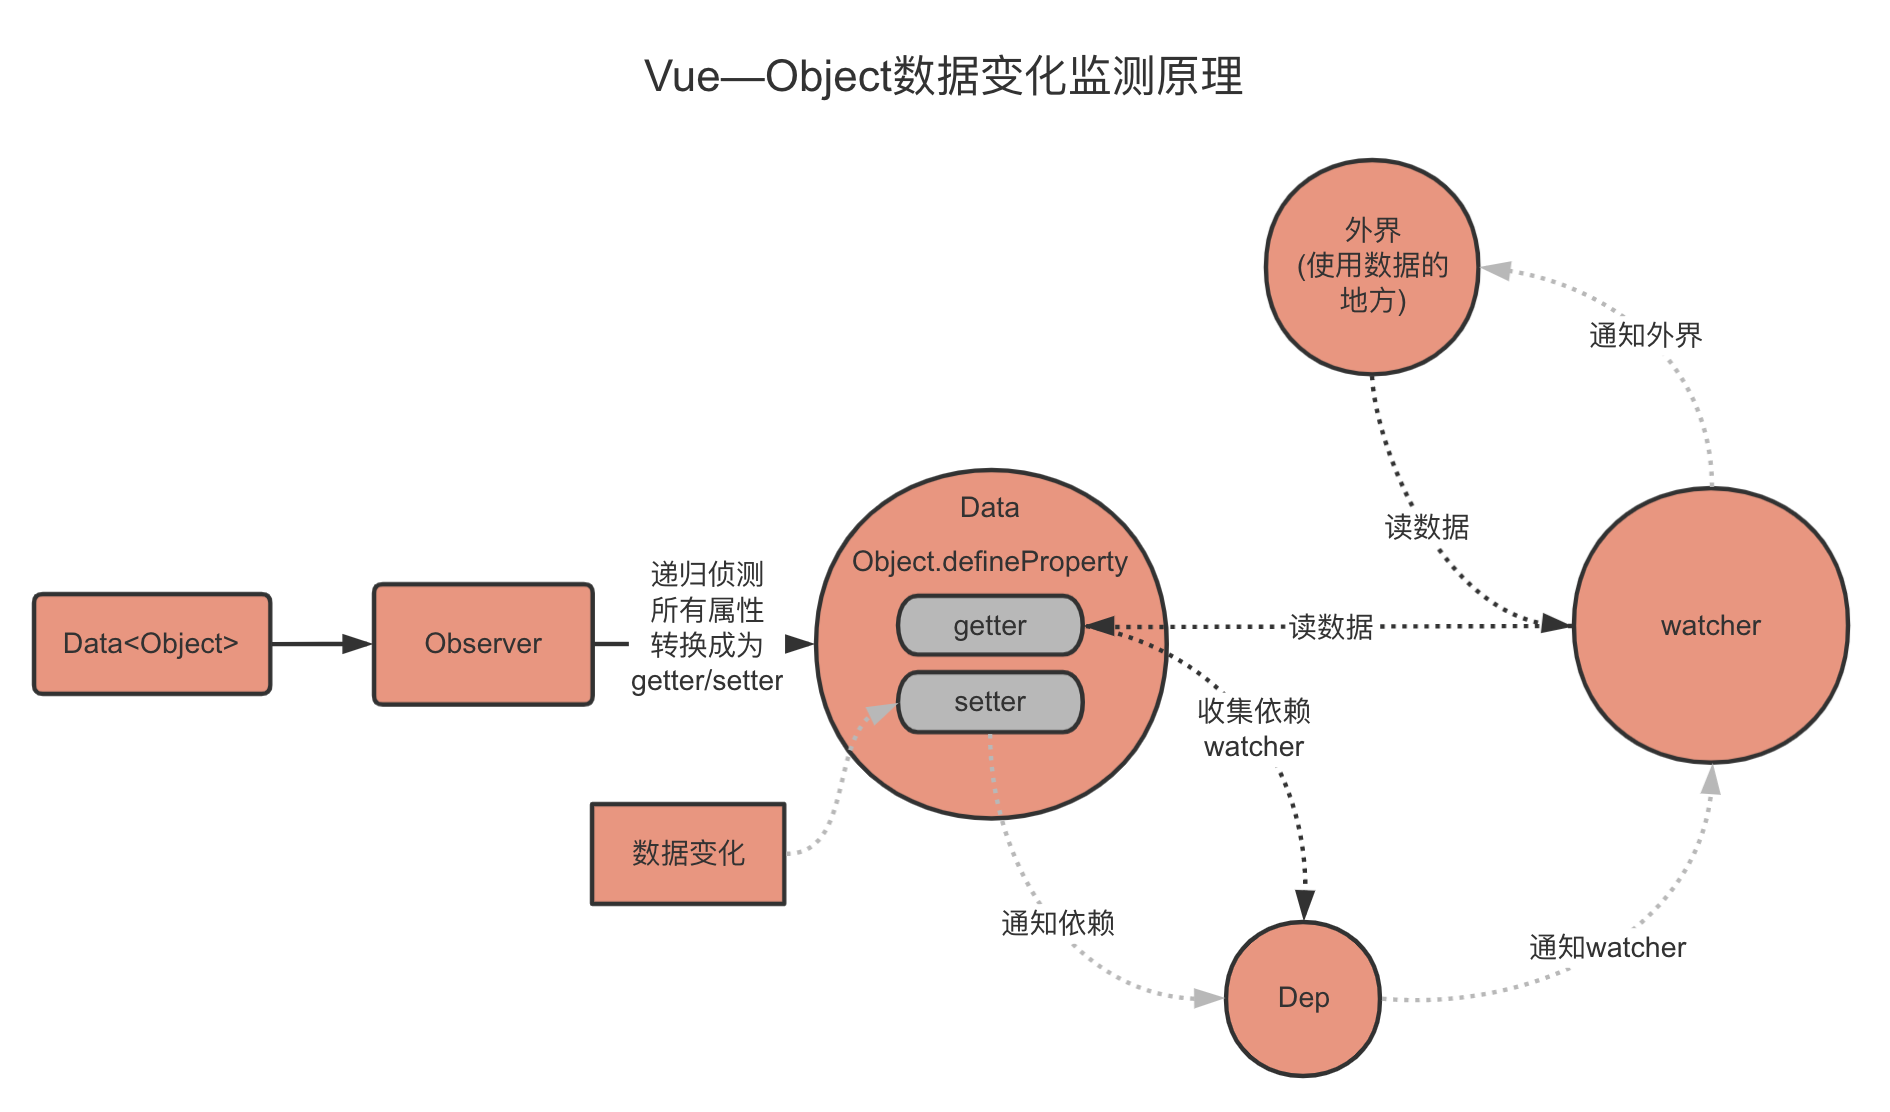 Vue—Object数据变化监测原理
外界
(使用数据的
地方)
通知外界
读数据
Data
Object.defineProperty
getter
setter
递归侦测
所有属性
转换成为
getter/setter
Data<Object>
Observer
读数据
watcher
收集依赖
watcher
数据变化
通知依赖
通知watcher
Dep